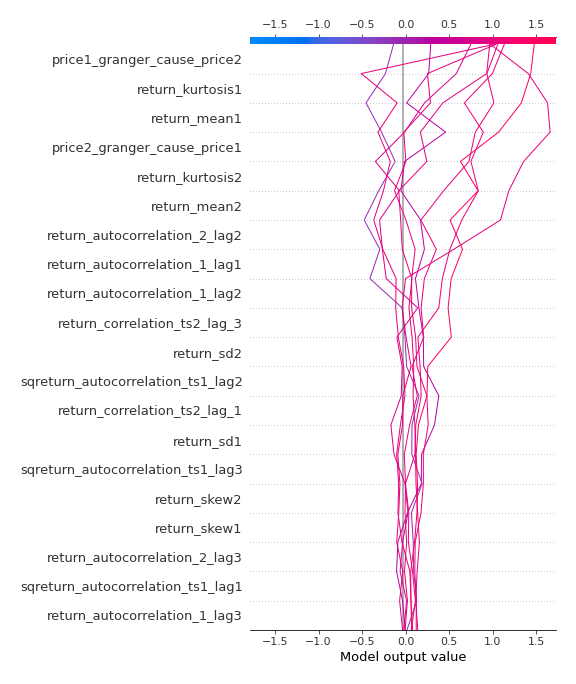 −1.5 −1.0 −0.5 0.0 0.5 1.0 1.5
price1_granger_cause_price2
return_kurtosis1
return_mean1
price2_granger_cause_price1
return_kurtosis2
return_mean2
return_autocorrelation_2_lag2
return_autocorrelation_1_lag1
return_autocorrelation_1_lag2
return_correlation_ts2_lag_3
return_sd2
sqreturn_autocorrelation_ts1_lag2
return_correlation_ts2_lag_1
return_sd1
sqreturn_autocorrelation_ts1_lag3
return_skew2
return_skew1
return_autocorrelation_2_lag3
sqreturn_autocorrelation_ts1_lag1
return_autocorrelation_1_lag3
−1.5 −1.0 −0.5 0.0 0.5 1.0 1.5
Model output value